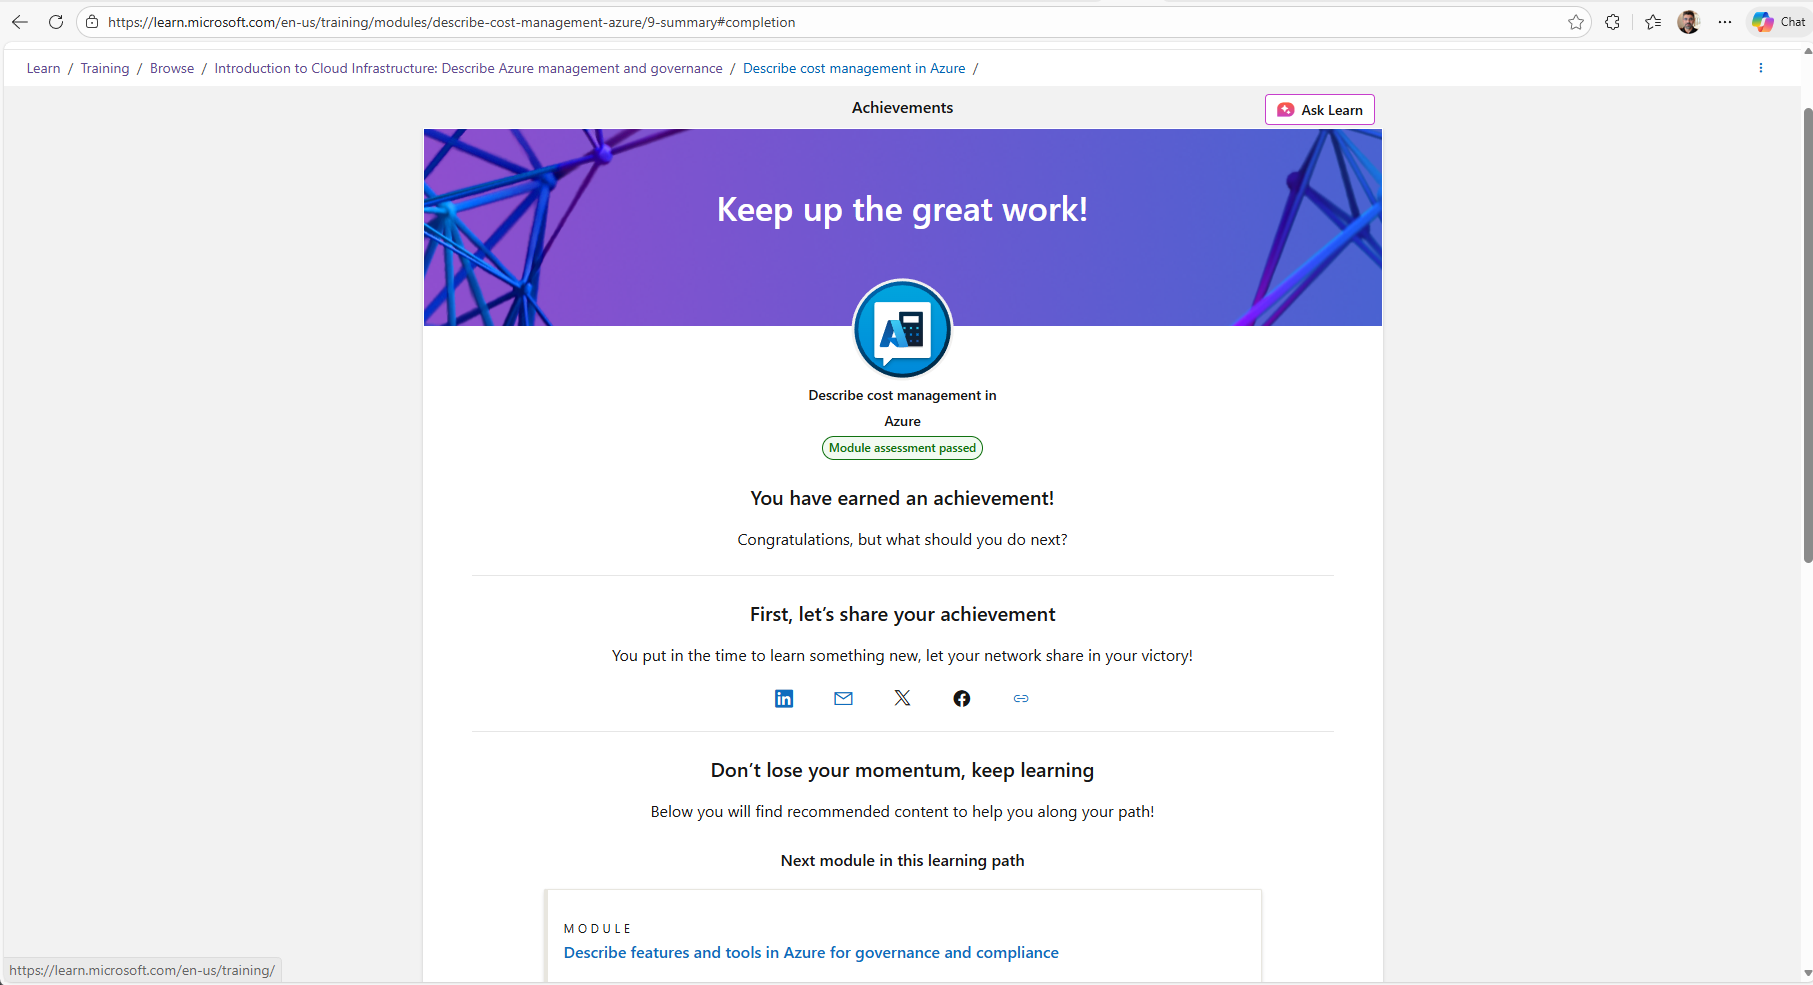 https://learn.microsoft.com/en-us/training/modules/describe-cost-management-azure/9-summary#completion
Chat
Learn / Training / Browse / Introduction to Cloud Infrastructure: Describe Azure management and governance / Describe cost management in Azure /
Achievements
Ask Learn
Keep up the great work!
A
Describe cost management in
Azure
Module assessment passed
You have earned an achievement!
Congratulations, but what should you do next?
First, let’s share your achievement
You put in the time to learn something new, let your network share in your victory!
Don’t lose your momentum, keep learning
Below you will find recommended content to help you along your path!
Next module in this learning path
MODULE
Describe features and tools in Azure for governance and compliance
https://learn.microsoft.com/en-us/training/